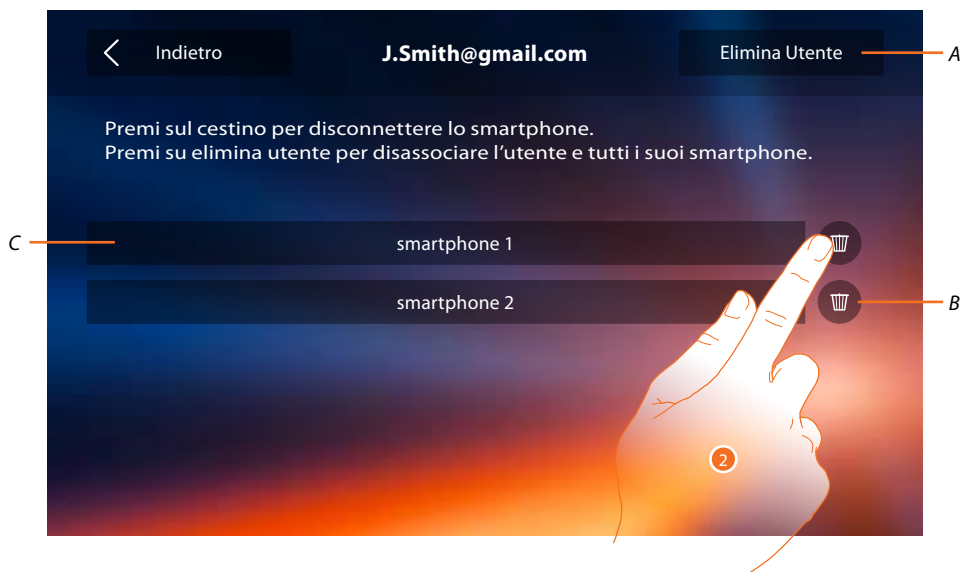 Indietro
J.Smith@gmail.com
Elimina Utente
A
Premi sul cestino per disconnettere lo smartphone.
Premi su elimina utente per disassociare l’utente e tutti i suoi smartphone.
C
smartphone 1
smartphone 2
B
2